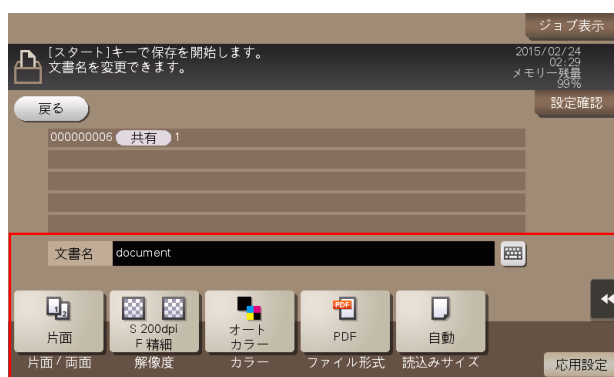 ジョブ表示
[スタート]キーで保存を開始します。
文書名を変更できます。
2015/02/24
02:29
メモリー残量
99%
戻る
設定確認
000000006 共有 1
文書名 document
1 2
片面
S 200dpi
F 精細
オート
カラー
PDF
PDF
自動
片面/両面 解像度 カラー ファイル形式 読込みサイズ 応用設定